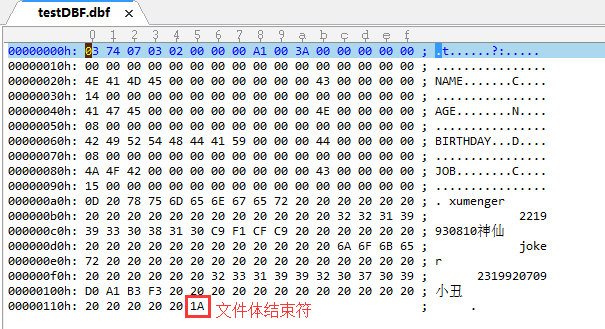 testDBF.dbf
0 1 2 3 4 5 6 7 8 9 a b c d e f
00000000h: 03 74 07 03 02 00 00 00 A1 00 3A 00 00 00 00 00 ; .t......?:.....
00000010h: 00 00 00 00 00 00 00 00 00 00 00 00 00 00 00 00 ; ................
00000020h: 4E 41 4D 45 00 00 00 00 00 00 00 43 00 00 00 00 ; NAME.......C....
00000030h: 14 00 00 00 00 00 00 00 00 00 00 00 00 00 00 00 ; ................
00000040h: 41 47 45 00 00 00 00 00 00 00 00 4E 00 00 00 00 ; AGE........N....
00000050h: 08 00 00 00 00 00 00 00 00 00 00 00 00 00 00 00 ; ................
00000060h: 42 49 52 54 48 44 41 59 00 00 00 44 00 00 00 00 ; BIRTHDAY...D....
00000070h: 08 00 00 00 00 00 00 00 00 00 00 00 00 00 00 00 ; ................
00000080h: 4A 4F 42 00 00 00 00 00 00 00 00 43 00 00 00 00 ; JOB........C....
00000090h: 15 00 00 00 00 00 00 00 00 00 00 00 00 00 00 00 ; ................
000000a0h: 0D 20 78 75 6D 65 6E 67 65 72 20 20 20 20 20 20 ; . xumenger
000000b0h: 20 20 20 20 20 20 20 20 20 20 20 20 32 32 31 39 ; 2219
000000c0h: 39 33 30 38 31 30 C9 F1 CF C9 20 20 20 20 20 20 ; 930810神仙
000000d0h: 20 20 20 20 20 20 20 20 20 20 20 20 6A 6F 6B 65 ; joke
000000e0h: 72 20 20 20 20 20 20 20 20 20 20 20 20 20 20 20 ; r
000000f0h: 20 20 20 20 20 20 32 33 31 39 39 32 30 37 30 39 ; 2319920709
00000100h: D0 A1 B3 F3 20 20 20 20 20 20 20 20 20 20 20 20 ; 小丑
00000110h: 20 20 20 20 20 1A ; .
文件体结束符